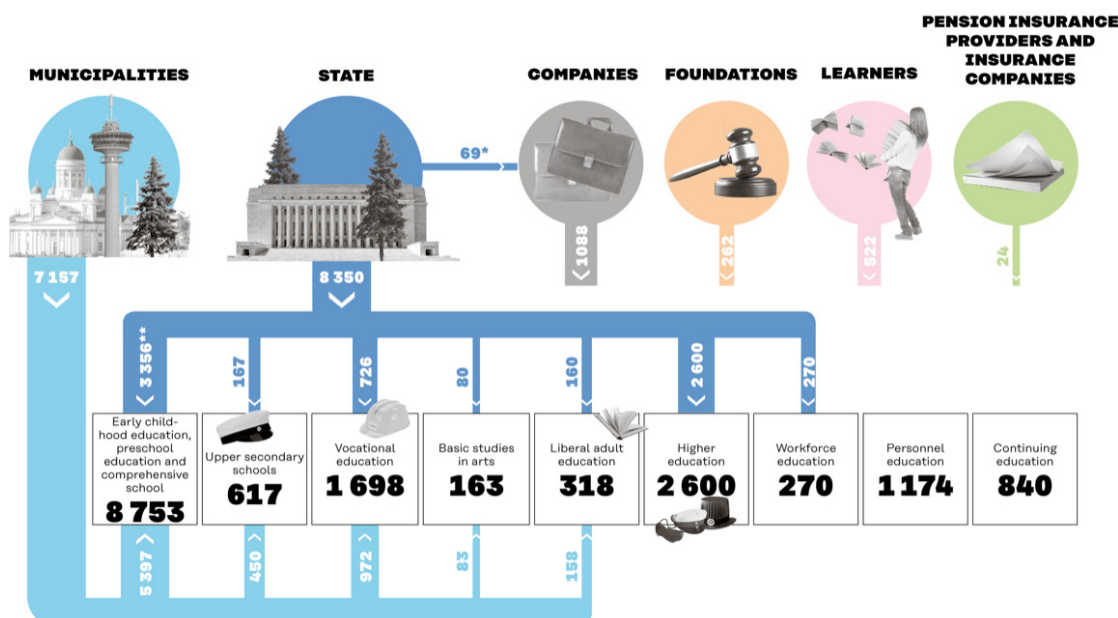 MUNICIPALITIES
STATE
COMPANIES
FOUNDATIONS
LEARNERS
PENSION INSURANCE
PROVIDERS AND
INSURANCE
COMPANIES
69*
7 157
8 350
1088
262
522
24
3 356**
167
726
80
160
2 600
270
Early child-
hood education,
preschool
education and
comprehensive
school
8 753
Upper secondary
schools
617
Vocational
education
1 698
Basic studies
in arts
163
Liberal adult
education
318
Higher
education
2 600
Workforce
education
270
Personnel
education
1 174
Continuing
education
840
5 397
450
972
83
158